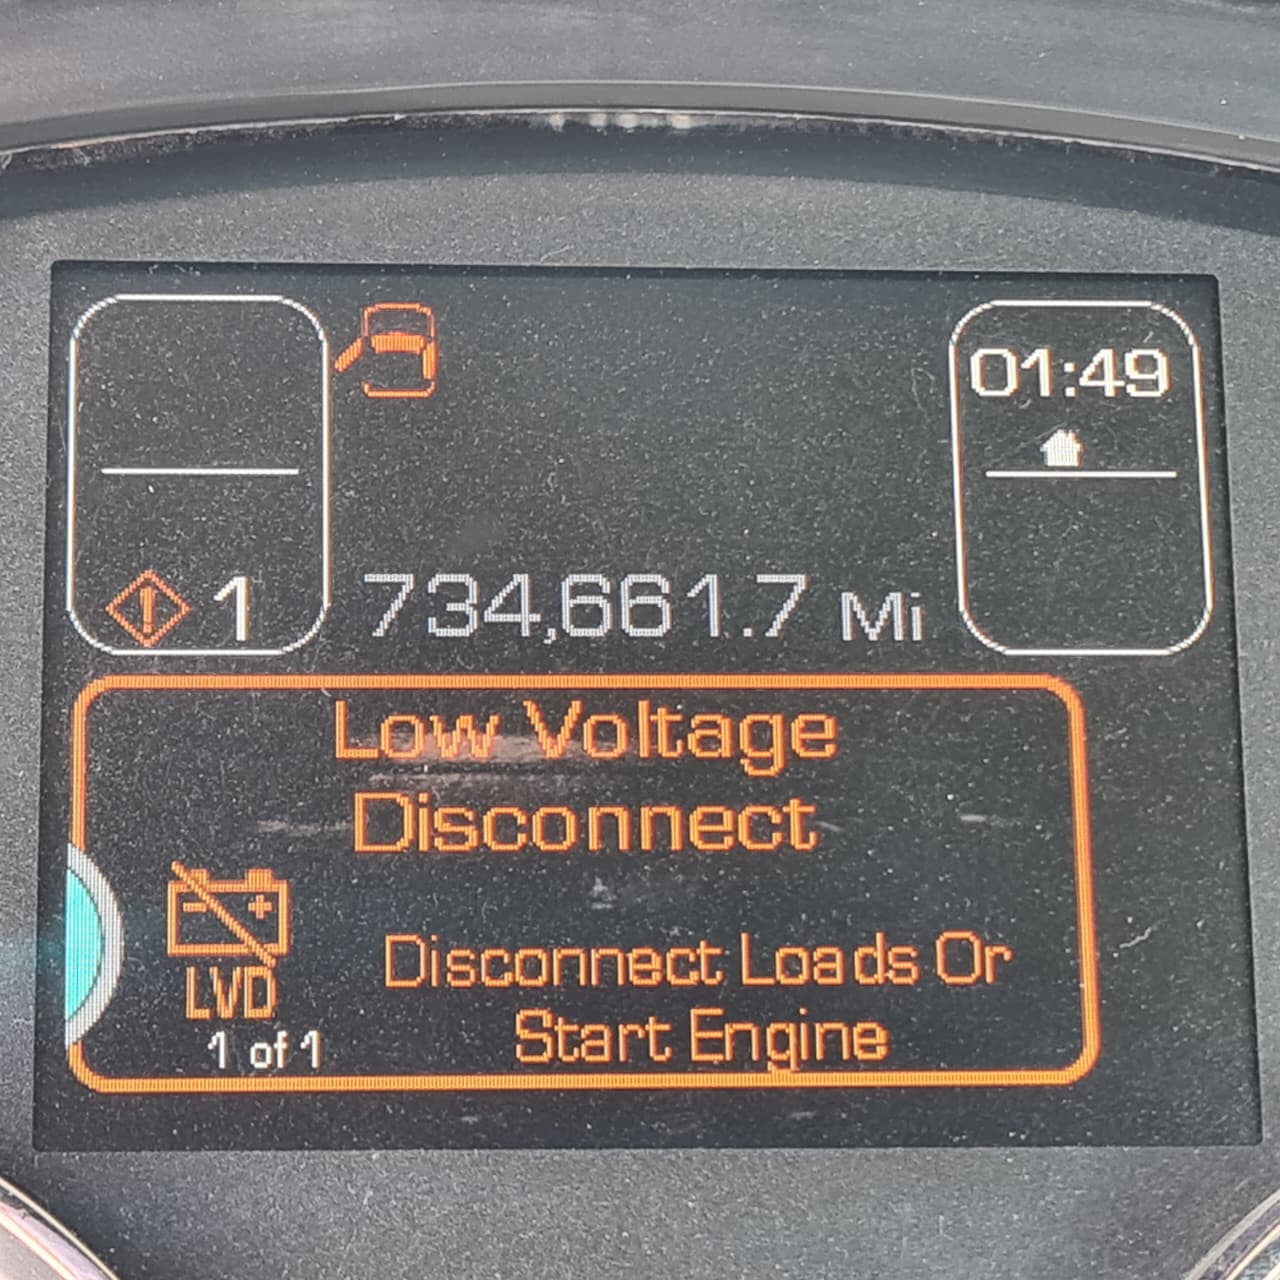 01:49
1
734,661.7 Mi
Low Voltage
Disconnect
- +
LVD
1 of 1
Disconnect Loads Or
Start Engine